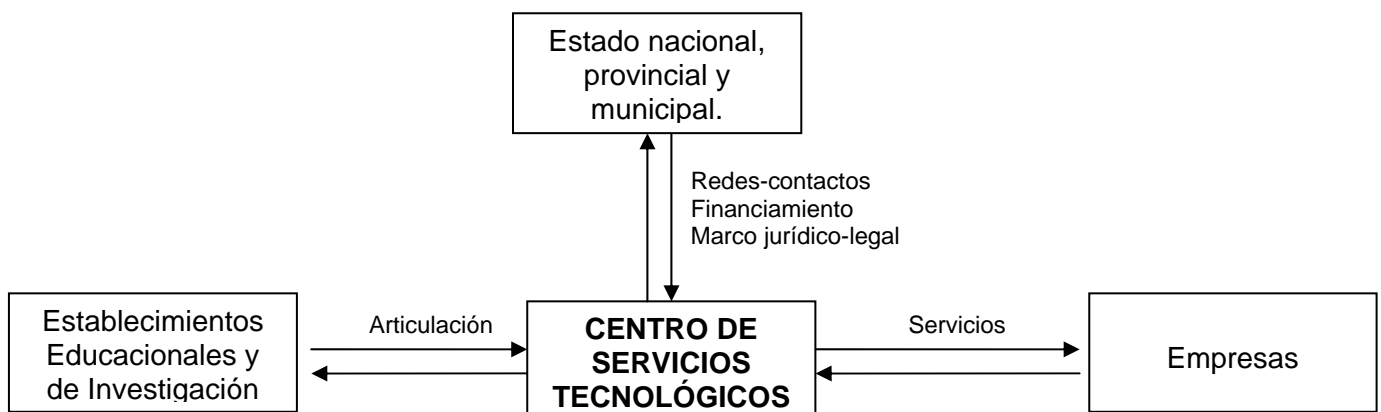 Estado nacional,
provincial y
municipal.
Redes-contactos
Financiamiento
Marco jurídico-legal
Establecimientos
Educacionales y
de Investigación
Articulación
CENTRO DE
SERVICIOS
TECNOLÓGICOS
Servicios
Empresas